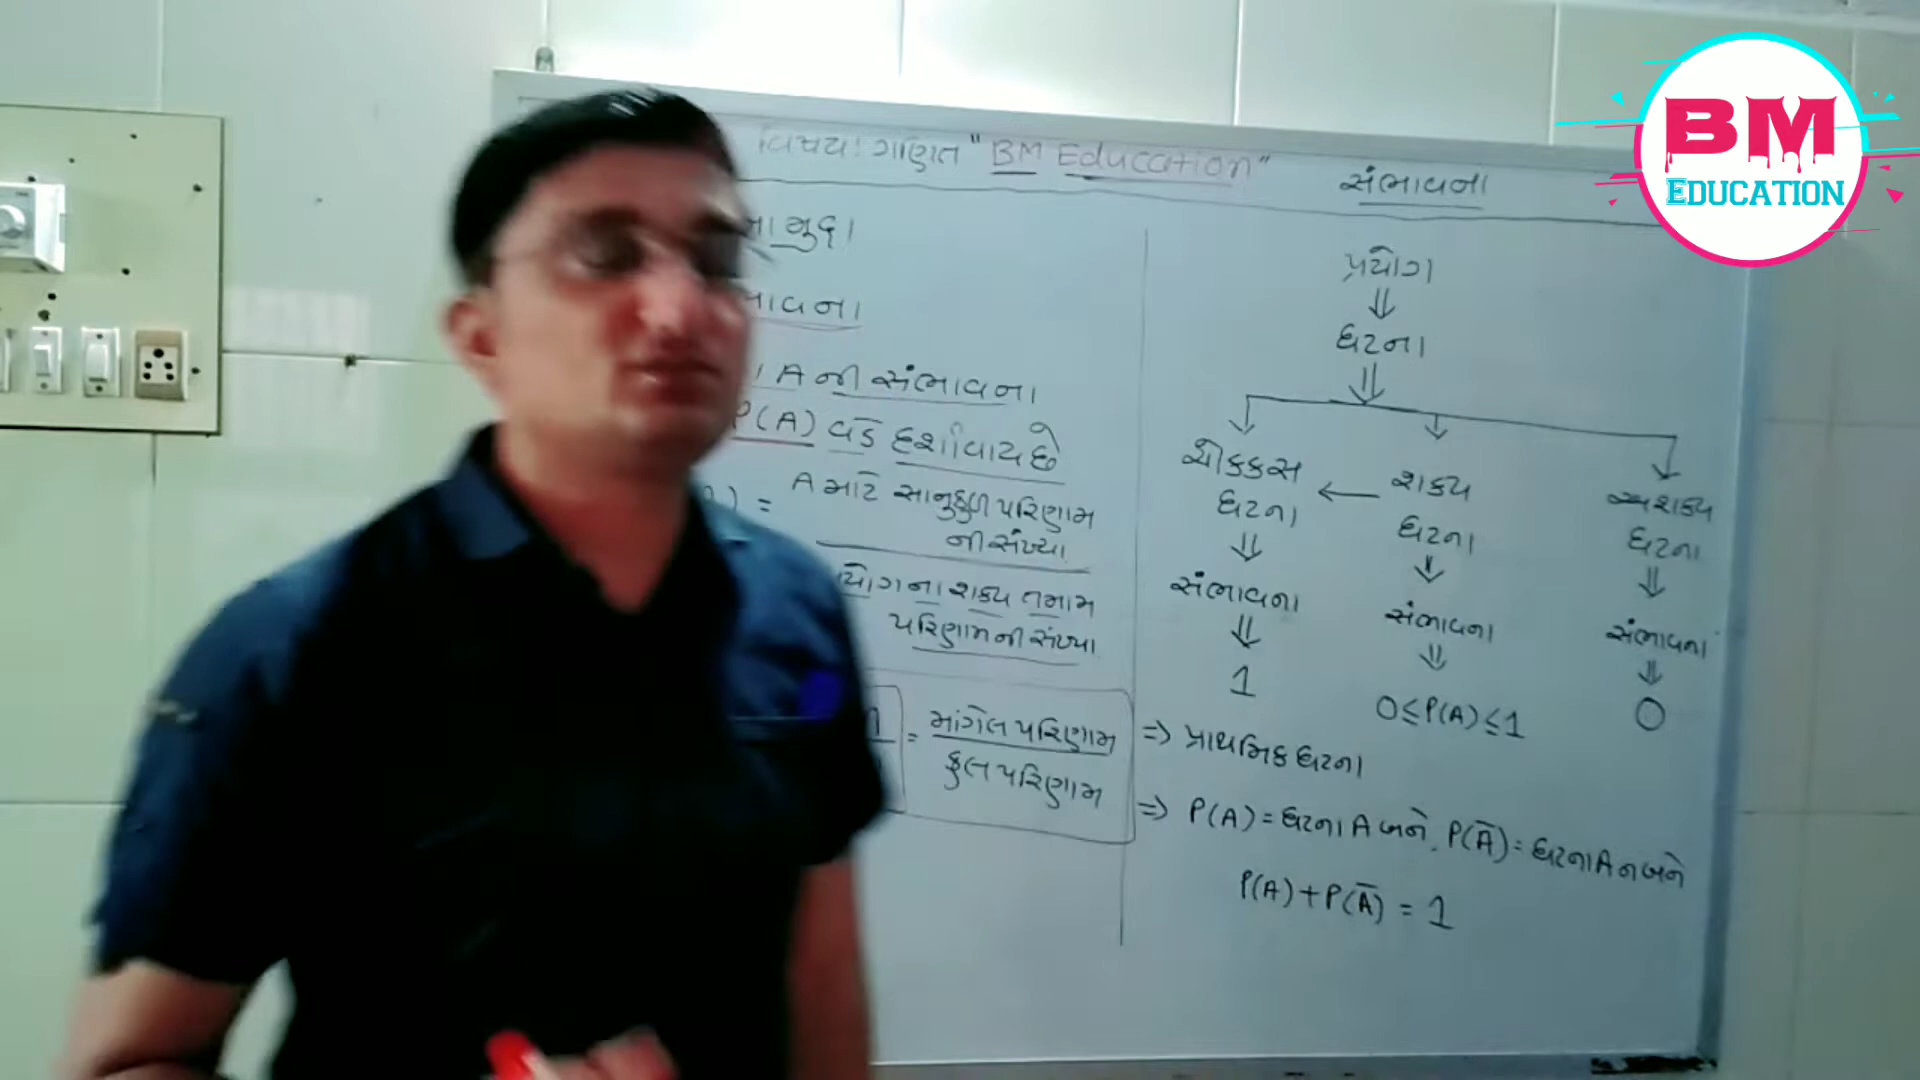 વિષય: ગણિત "BM Education"
સંભાવના
BM
EDUCATION
મુદ્દા
A ની સંભાવના
P(A) વડે દર્શાવાય છે
=
A માટે સાનુકુળ પરિણામ
ની સંખ્યા
ના શક્ય તમામ
પરિણામની સંખ્યા
= માંગેલ પરિણામ
કુલ પરિણામ
પ્રયોગ
⇓
ઘટના
⇓
ચોક્કસ ← શક્ય અશક્ય
ઘટના ઘટના ઘટના
⇓ ⇓ ⇓
સંભાવના સંભાવના સંભાવના
⇓ ⇓ ⇓
1 0≤P(A)≤1 0
⇒ પ્રાથમિક ઘટના
⇒ P(A) = ઘટના A બને, P(Ā) = ઘટના A ન બને
P(A) + P(Ā) = 1